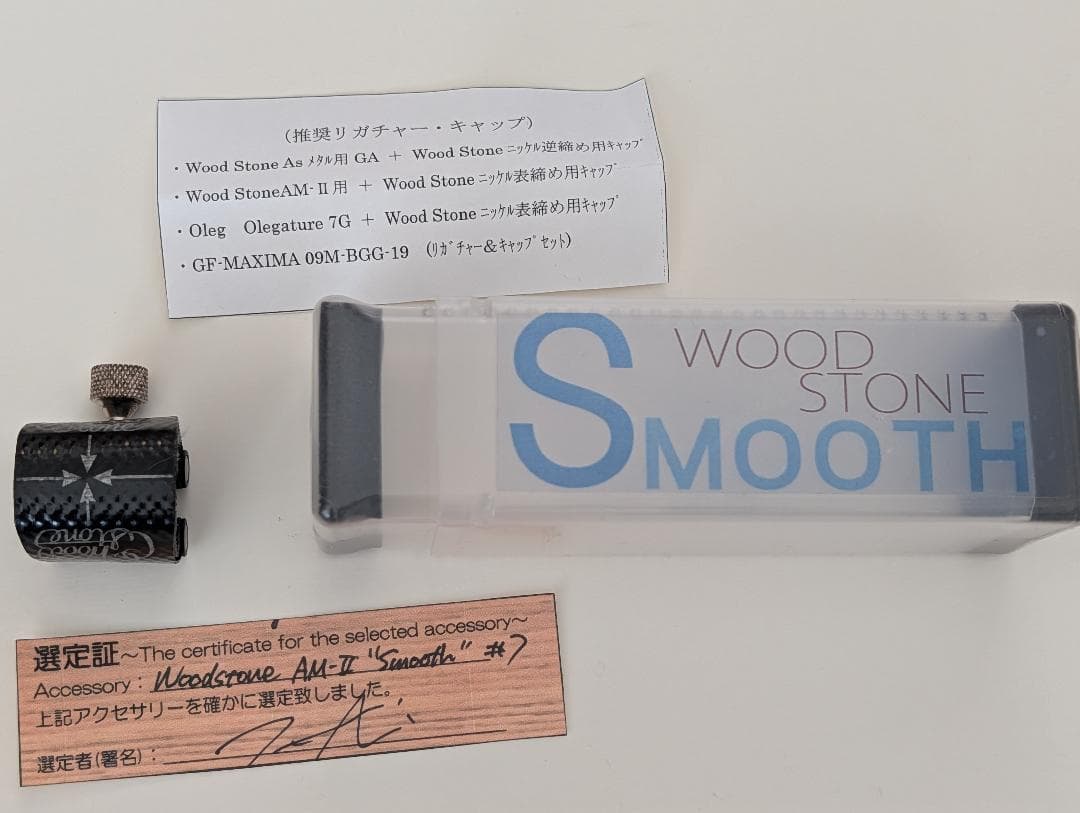 （推奨リガチャー・キャップ）
・Wood Stone As ﾒﾀﾙ用 GA ＋ Wood Stone ﾆｯｹﾙ逆締め用ｷｬｯﾌﾟ
・Wood StoneAM-Ⅱ用 ＋ Wood Stone ﾆｯｹﾙ表締め用ｷｬｯﾌﾟ
・Oleg Olegature 7G ＋ Wood Stone ﾆｯｹﾙ表締め用ｷｬｯﾌﾟ
・GF-MAXIMA 09M-BGG-19 （ﾘｶﾞﾁｬｰ&ｷｬｯﾌﾟｾｯﾄ）
WOOD
STONE
SMOOTH
Wood
Stone
選定証～The certificate for the selected accessory～
Accessory : Woodstone AM-II "Smooth" #7
上記アクセサリーを確かに選定致しました。
選定者(署名)：